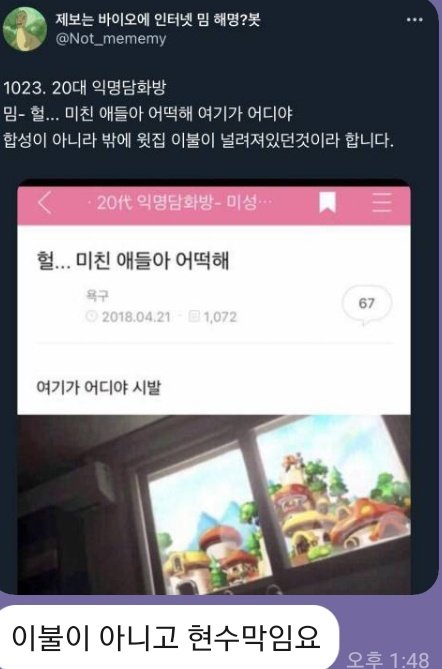 제보는 바이오에 인터넷 밈 해명?봇
@Not_mememy
1023. 20대 익명담화방
밈- 헐... 미친 애들아 어떡해 여기가 어디야
합성이 아니라 밖에 윗집 이불이 널려져있던것이라 합니다.
· 20代 익명담화방- 미성…
헐... 미친 애들아 어떡해
욕구
2018.04.21 1,072
67
여기가 어디야 시발
이불이 아니고 현수막임요
오후 1:48